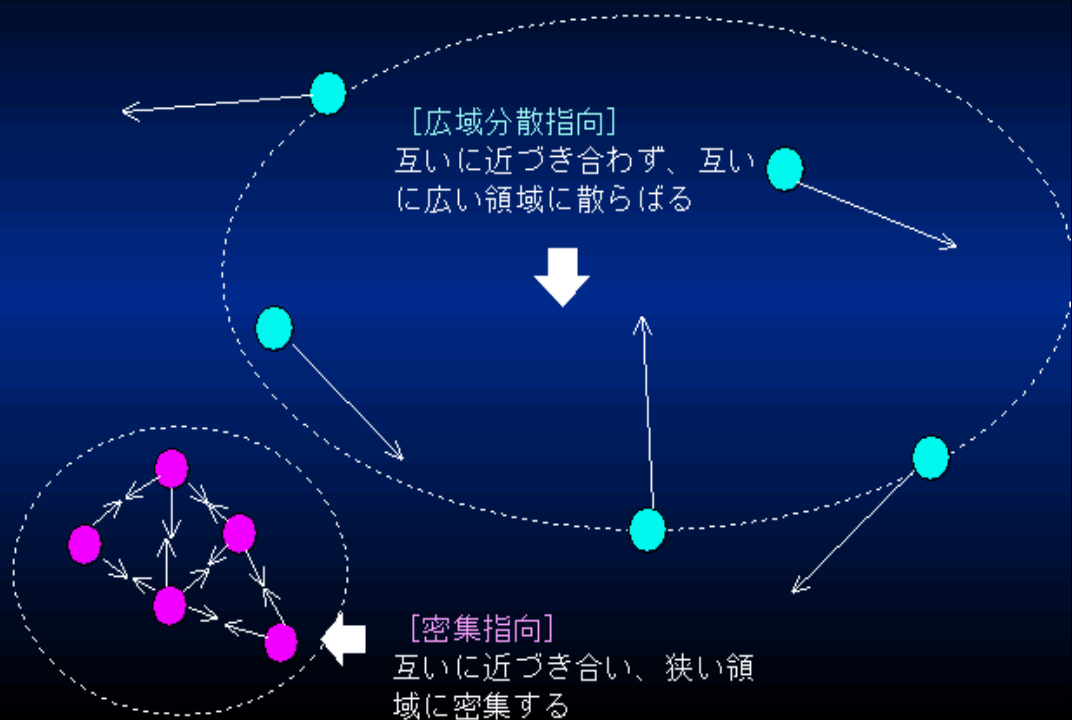 [広域分散指向]
互いに近づき合わず、互い
に広い領域に散らばる
[密集指向]
互いに近づき合い、狭い領
域に密集する